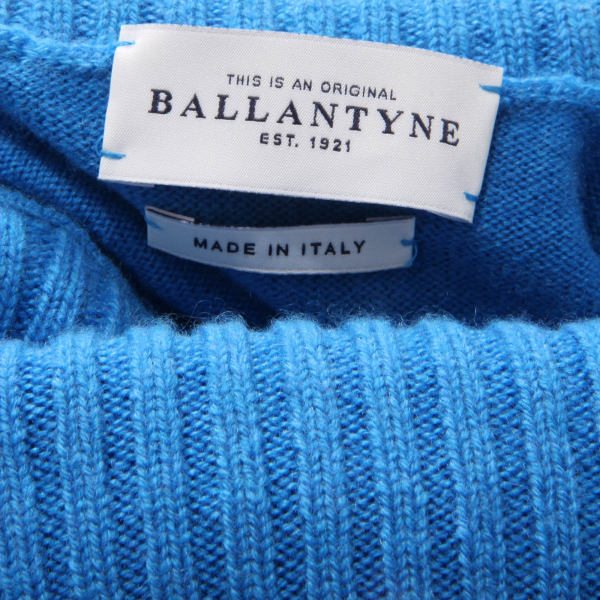 THIS IS AN ORIGINAL
BALLANTYNE
EST. 1921
MADE IN ITALY